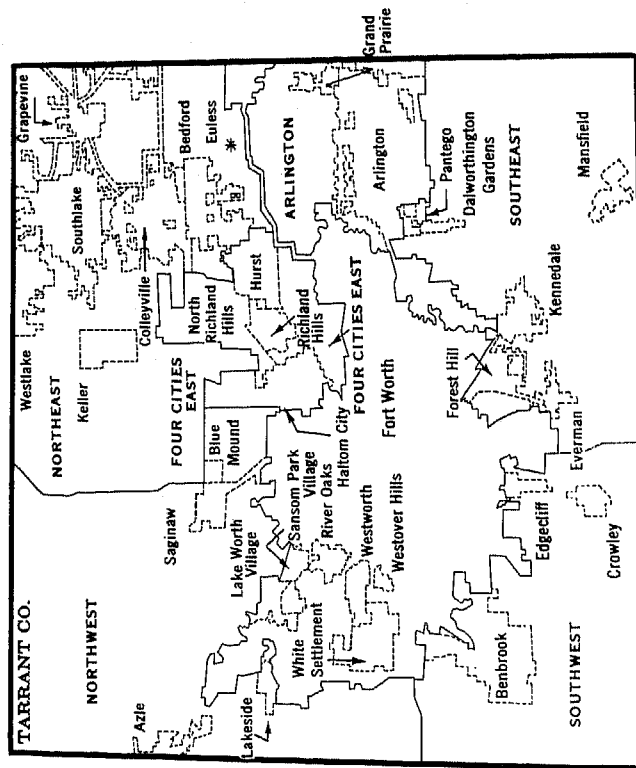 TARRANT CO.
NORTHWEST
Azle
Lakeside
White
Settlement
Lake Worth
Village
Sansom Park
Village
River Oaks
Westworth
Westover Hills
Benbrook
SOUTHWEST
Saginaw
Blue
Mound
Haltom City
Fort Worth
Edgecliff
Crowley
Everman
Forest Hill
Kennedale
NORTHEAST
Westlake
Keller
Southlake
Grapevine
Colleyville
FOUR CITIES
EAST
North
Richland
Hills
Richland
Hills
Hurst
FOUR CITIES EAST
Bedford
Euless
*
ARLINGTON
Arlington
Grand
Prairie
Pantego
Dalworthington
Gardens
SOUTHEAST
Mansfield